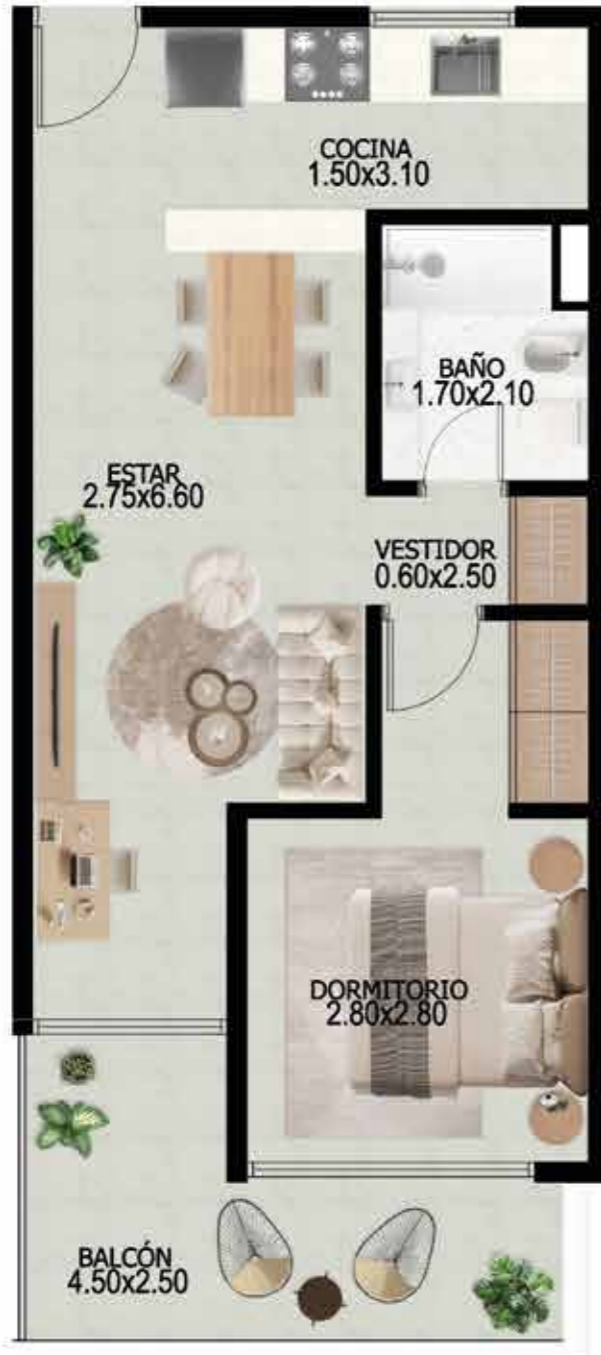 COCINA
1.50x3.10
BAÑO
1.70x2.10
ESTAR
2.75x6.60
VESTIDOR
0.60x2.50
DORMITORIO
2.80x2.80
BALCÓN
4.50x2.50